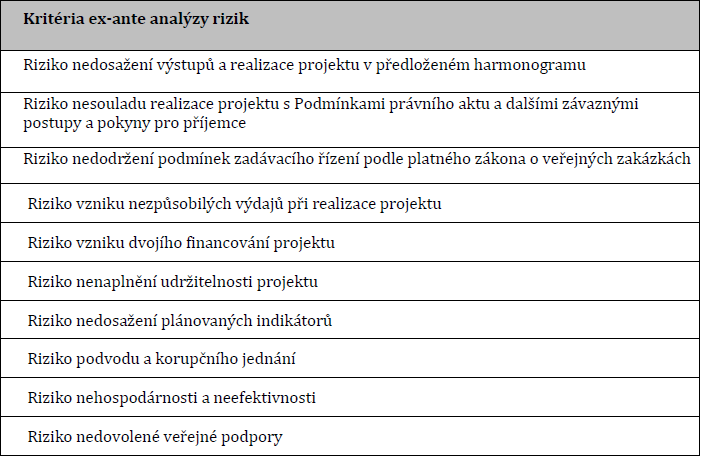 Kritéria ex-ante analýzy rizik
Riziko nedosažení výstupů a realizace projektu v předloženém harmonogramu
Riziko nesouladu realizace projektu s Podmínkami právního aktu a dalšími závaznými
postupy a pokyny pro příjemce
Riziko nedodržení podmínek zadávacího řízení podle platného zákona o veřejných zakázkách
Riziko vzniku nezpůsobilých výdajů při realizace projektu
Riziko vzniku dvojího financování projektu
Riziko nenaplnění udržitelnosti projektu
Riziko nedosažení plánovaných indikátorů
Riziko podvodu a korupčního jednání
Riziko nehospodárnosti a neefektivnosti
Riziko nedovolené veřejné podpory